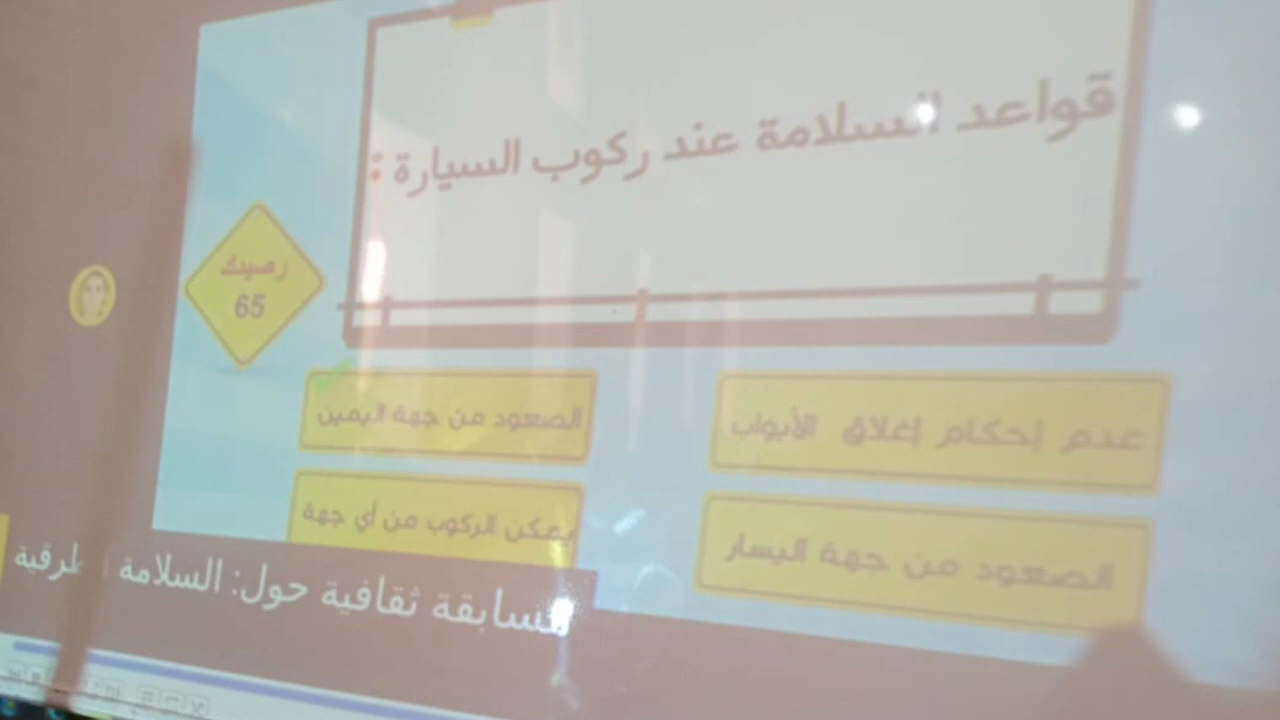 قواعد السلامة عند ركوب السيارة :
رصيدك
65
عدم إحكام إغلاق الأبواب
الصعود من جهة اليمين
الصعود من جهة اليسار
يمكن الركوب من أي جهة
مسابقة ثقافية حول: السلامة الطرقية